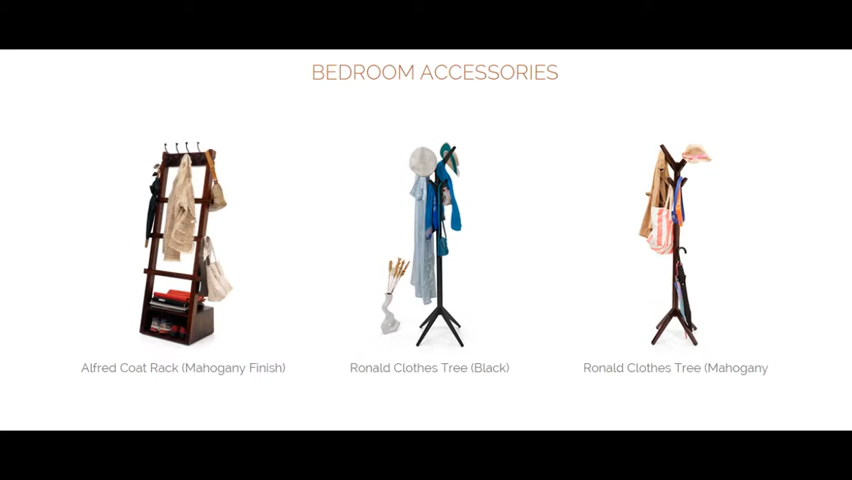 BEDROOM ACCESSORIES
Alfred Coat Rack (Mahogany Finish)
Ronald Clothes Tree (Black)
Ronald Clothes Tree (Mahogany